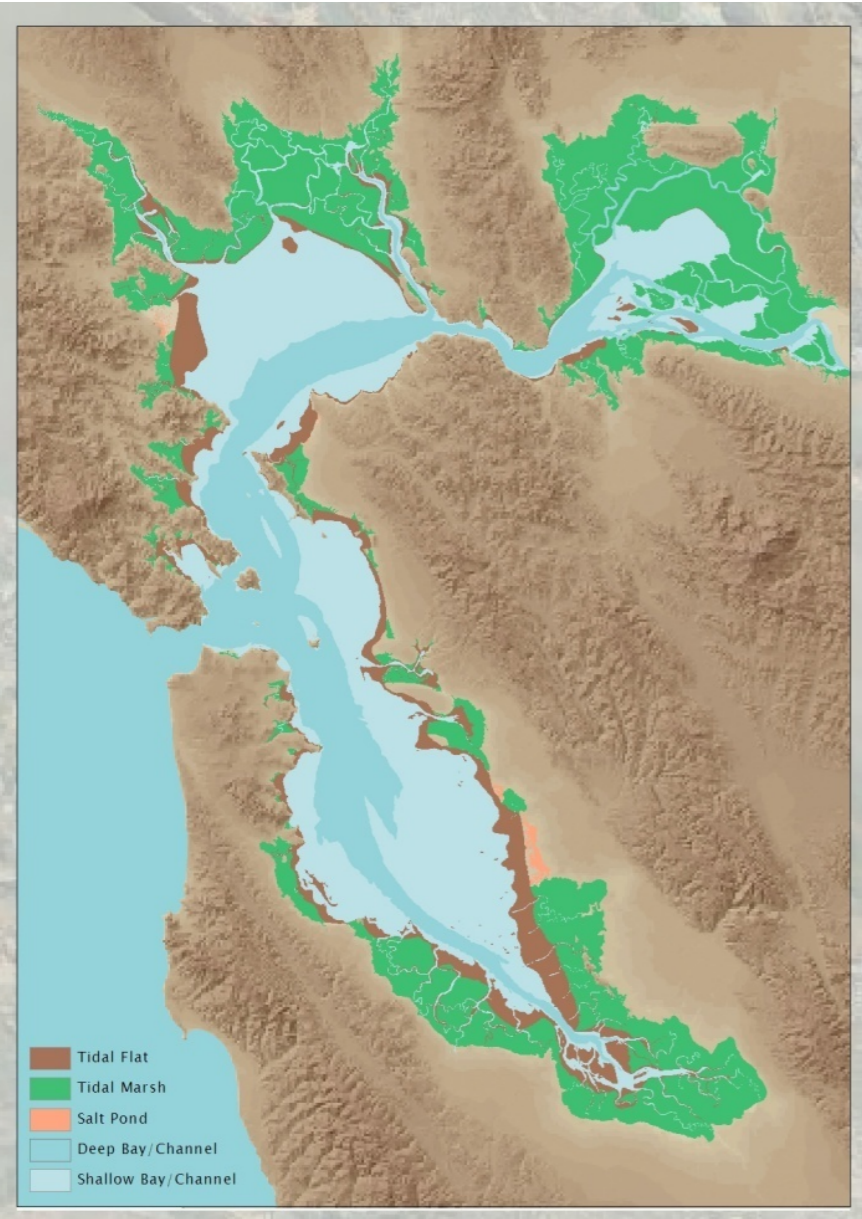 Tidal Flat
Tidal Marsh
Salt Pond
Deep Bay/Channel
Shallow Bay/Channel